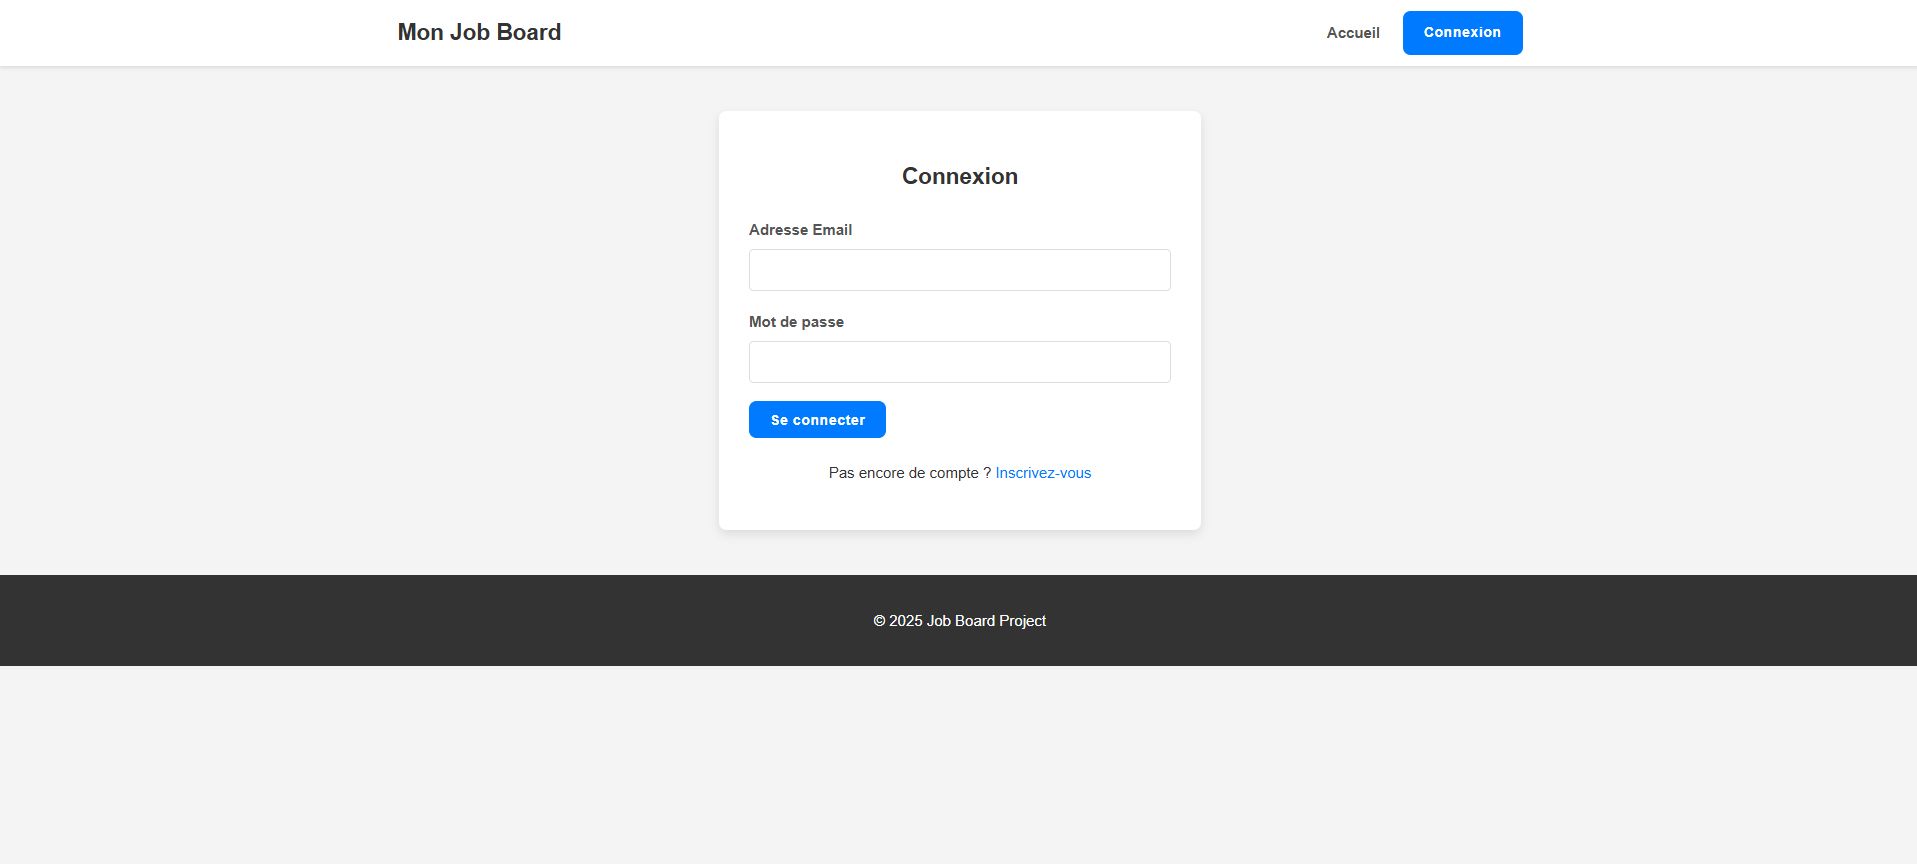 Mon Job Board
Accueil
Connexion
Connexion
Adresse Email
Mot de passe
Se connecter
Pas encore de compte ? Inscrivez-vous
© 2025 Job Board Project